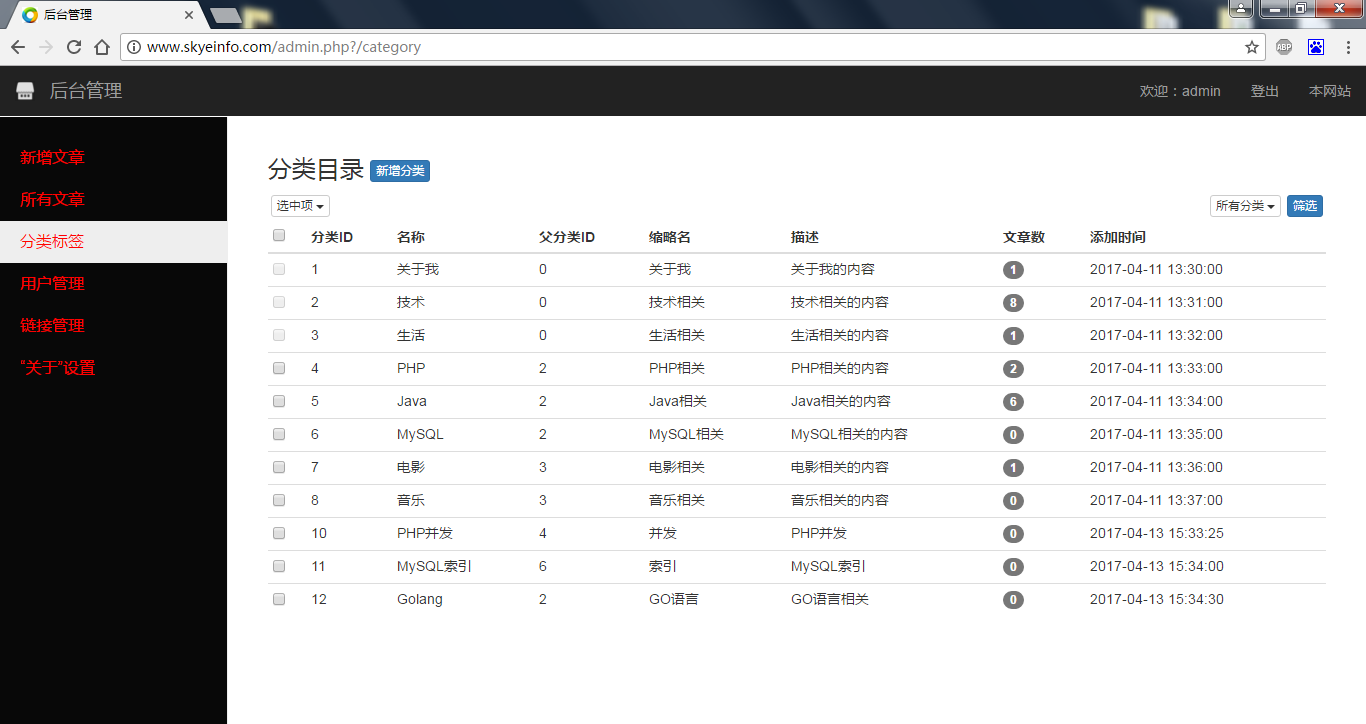 后台管理
www.skyeinfo.com/admin.php?/category
ABP
后台管理 欢迎：admin 登出 本网站
新增文章
所有文章
分类标签
用户管理
链接管理
"关于"设置
分类目录 新增分类
选中项 所有分类 筛选
分类ID 名称 父分类ID 缩略名 描述 文章数 添加时间
1 关于我 0 关于我 关于我的内容 1 2017-04-11 13:30:00
2 技术 0 技术相关 技术相关的内容 8 2017-04-11 13:31:00
3 生活 0 生活相关 生活相关的内容 1 2017-04-11 13:32:00
4 PHP 2 PHP相关 PHP相关的内容 2 2017-04-11 13:33:00
5 Java 2 Java相关 Java相关的内容 6 2017-04-11 13:34:00
6 MySQL 2 MySQL相关 MySQL相关的内容 0 2017-04-11 13:35:00
7 电影 3 电影相关 电影相关的内容 1 2017-04-11 13:36:00
8 音乐 3 音乐相关 音乐相关的内容 0 2017-04-11 13:37:00
10 PHP并发 4 并发 PHP并发 0 2017-04-13 15:33:25
11 MySQL索引 6 索引 MySQL索引 0 2017-04-13 15:34:00
12 Golang 2 GO语言 GO语言相关 0 2017-04-13 15:34:30